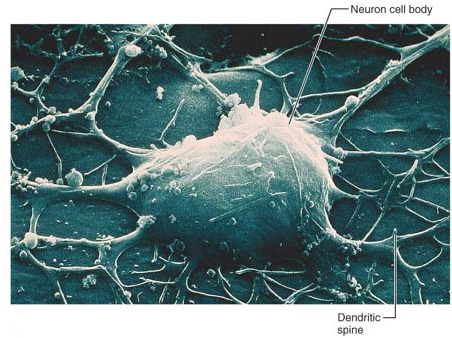 Neuron cell body
Dendritic
spine